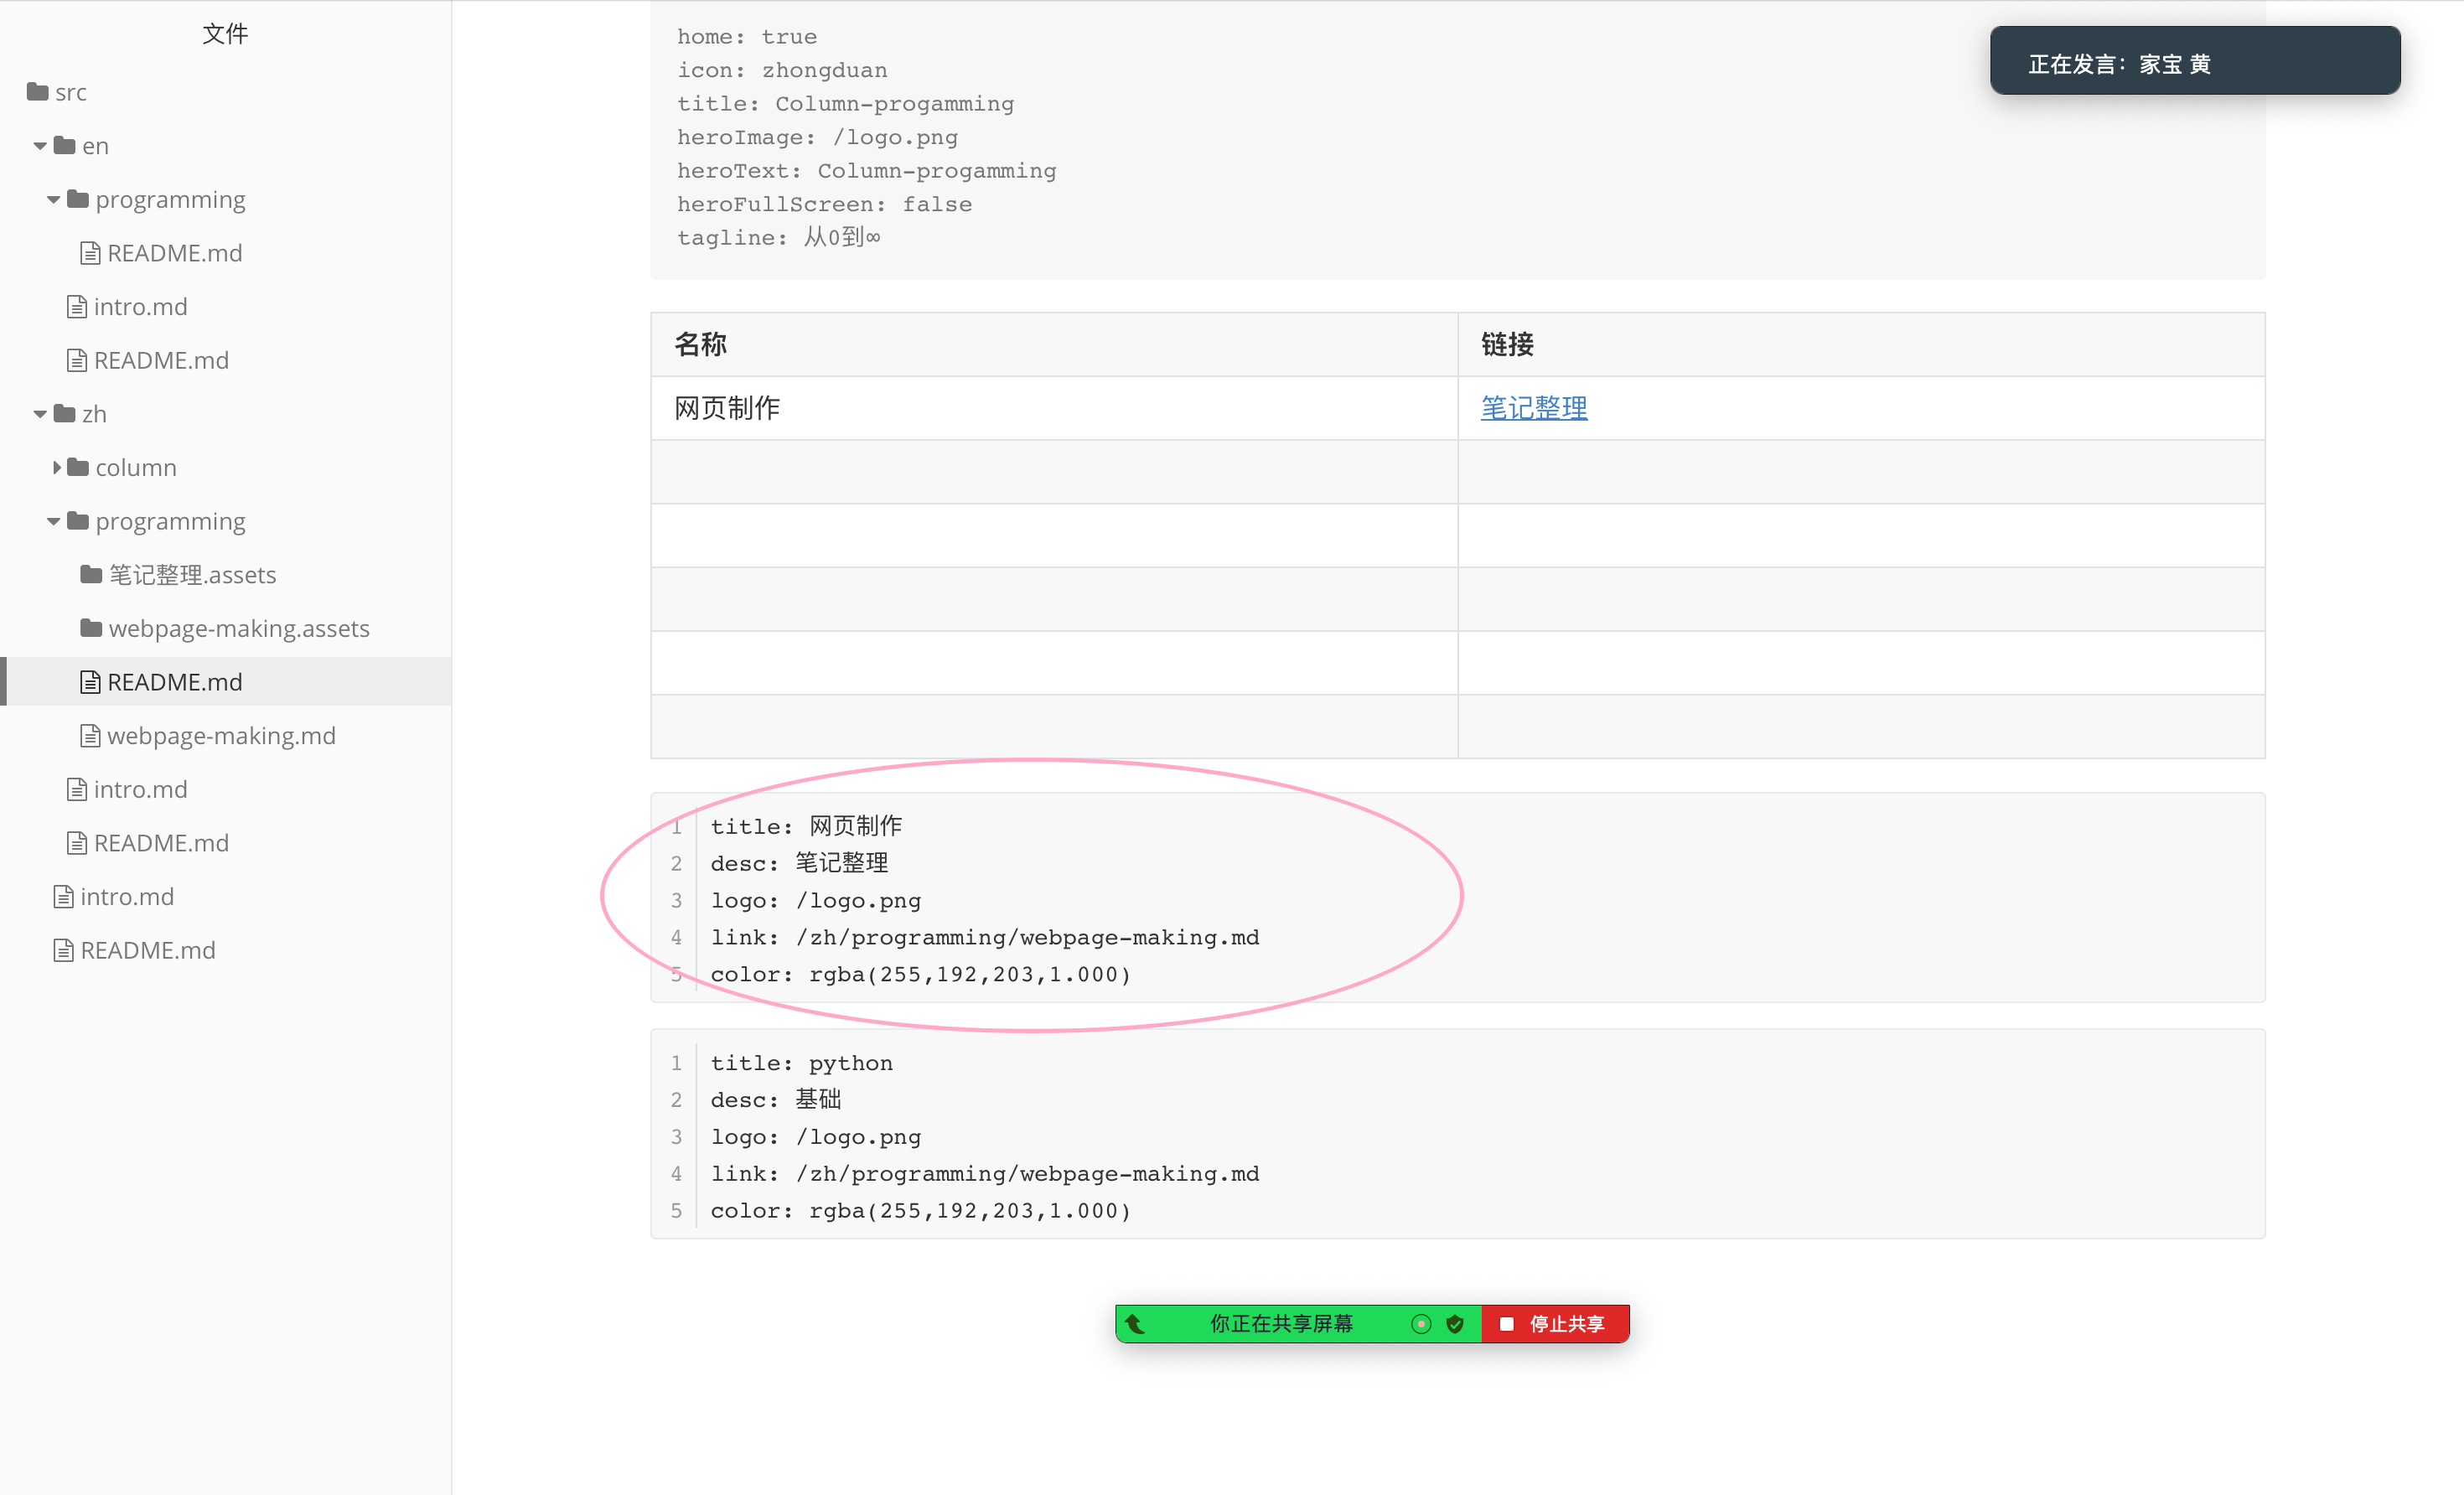 文件
src
en
programming
README.md
intro.md
README.md
zh
column
programming
笔记整理.assets
webpage-making.assets
README.md
webpage-making.md
intro.md
README.md
intro.md
README.md
home: true
icon: zhongduan
title: Column-progamming
heroImage: /logo.png
heroText: Column-progamming
heroFullScreen: false
tagline: 从0到∞
正在发言: 家宝 黄
名称 链接
网页制作 笔记整理
1 title: 网页制作
2 desc: 笔记整理
3 logo: /logo.png
4 link: /zh/programming/webpage-making.md
5 color: rgba(255,192,203,1.000)
1 title: python
2 desc: 基础
3 logo: /logo.png
4 link: /zh/programming/webpage-making.md
5 color: rgba(255,192,203,1.000)
你正在共享屏幕 停止共享